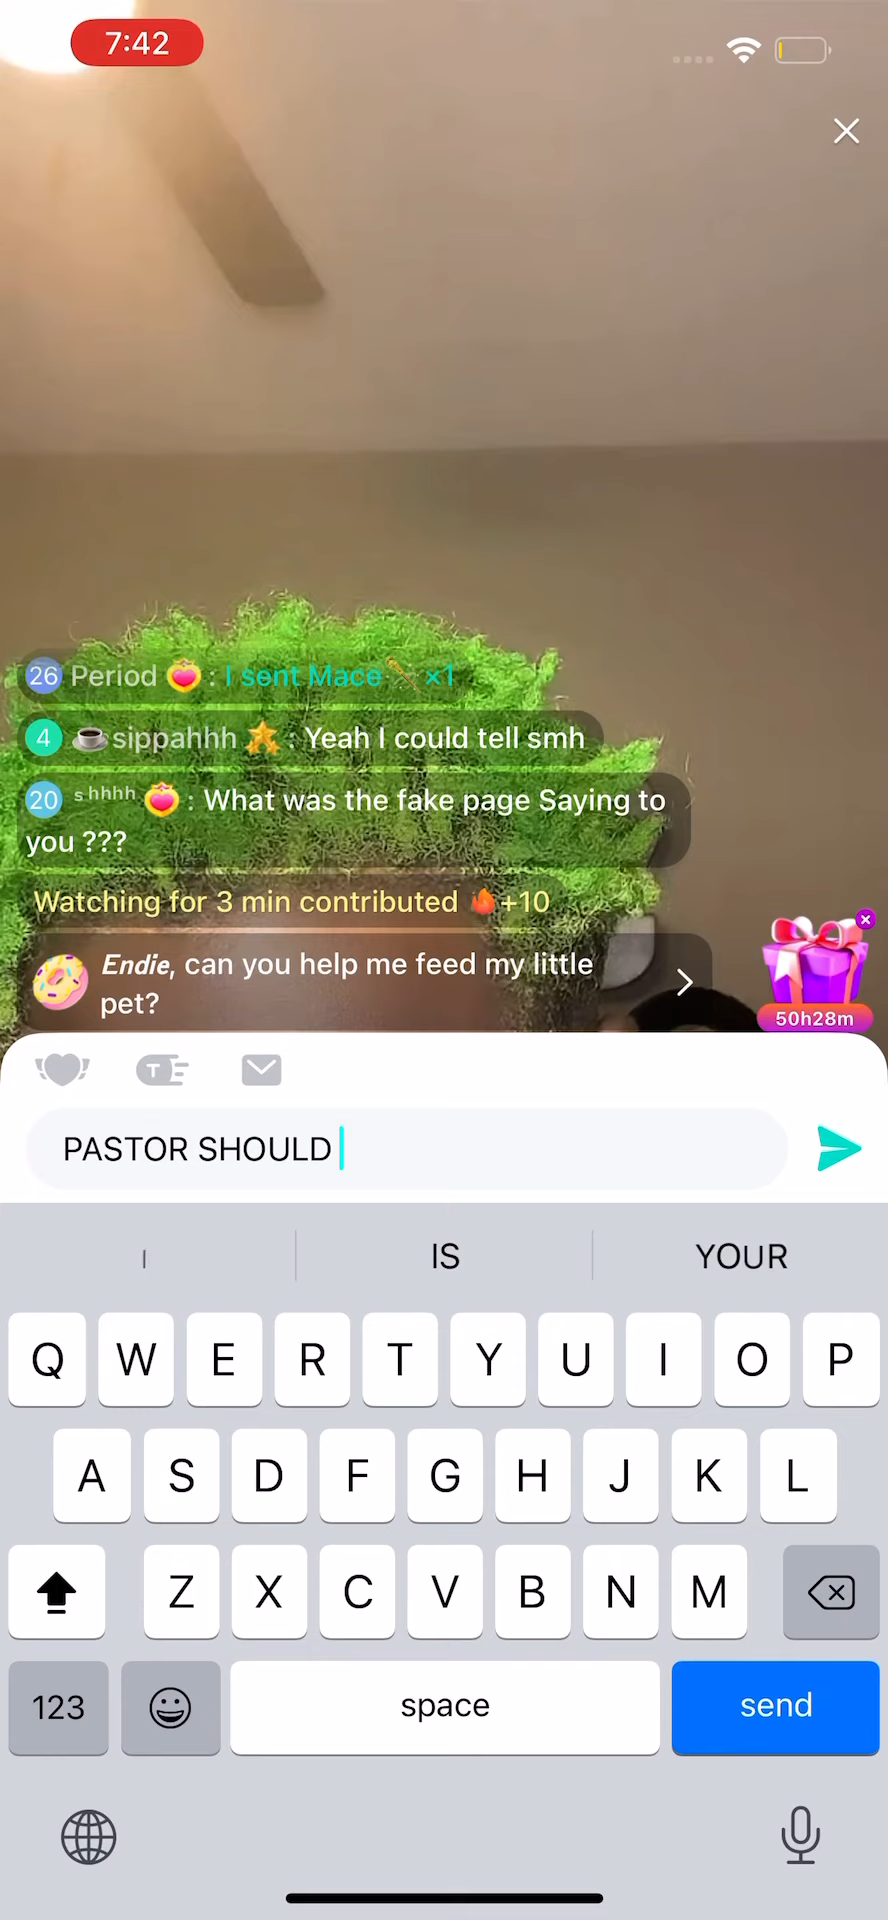 7:42
26 Period : I sent Mace ×1
4 sippahhh : Yeah I could tell smh
20 shhhh : What was the fake page Saying to
you ???
Watching for 3 min contributed +10
Endie, can you help me feed my little
pet?
50h28m
T
PASTOR SHOULD
I IS YOUR
Q W E R T Y U I O P
A S D F G H J K L
Z X C V B N M
123 space send